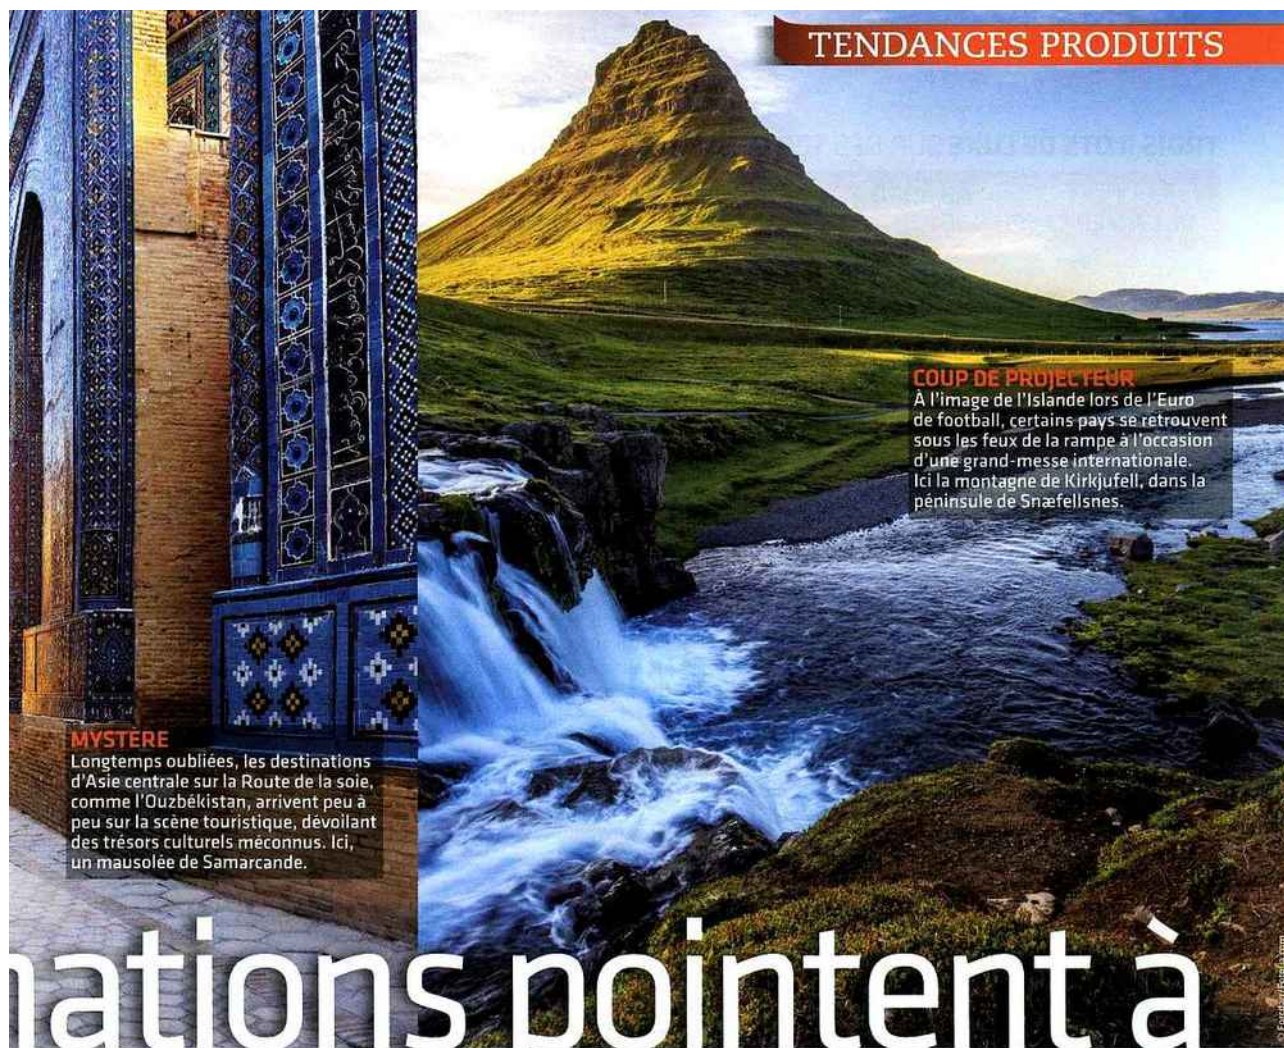 TENDANCES PRODUITS
COUP DE PROJECTEUR
À l'image de l'Islande lors de l'Euro
de football, certains pays se retrouvent
sous les feux de la rampe à l'occasion
d'une grand-messe internationale.
Ici la montagne de Kirkjufell, dans la
péninsule de Snæfellsnes.
MYSTÈRE
Longtemps oubliées, les destinations
d'Asie centrale sur la Route de la soie,
comme l'Ouzbékistan, arrivent peu à
peu sur la scène touristique, dévoilant
des trésors culturels méconnus. Ici,
un mausolée de Samarcande.
nations pointent à